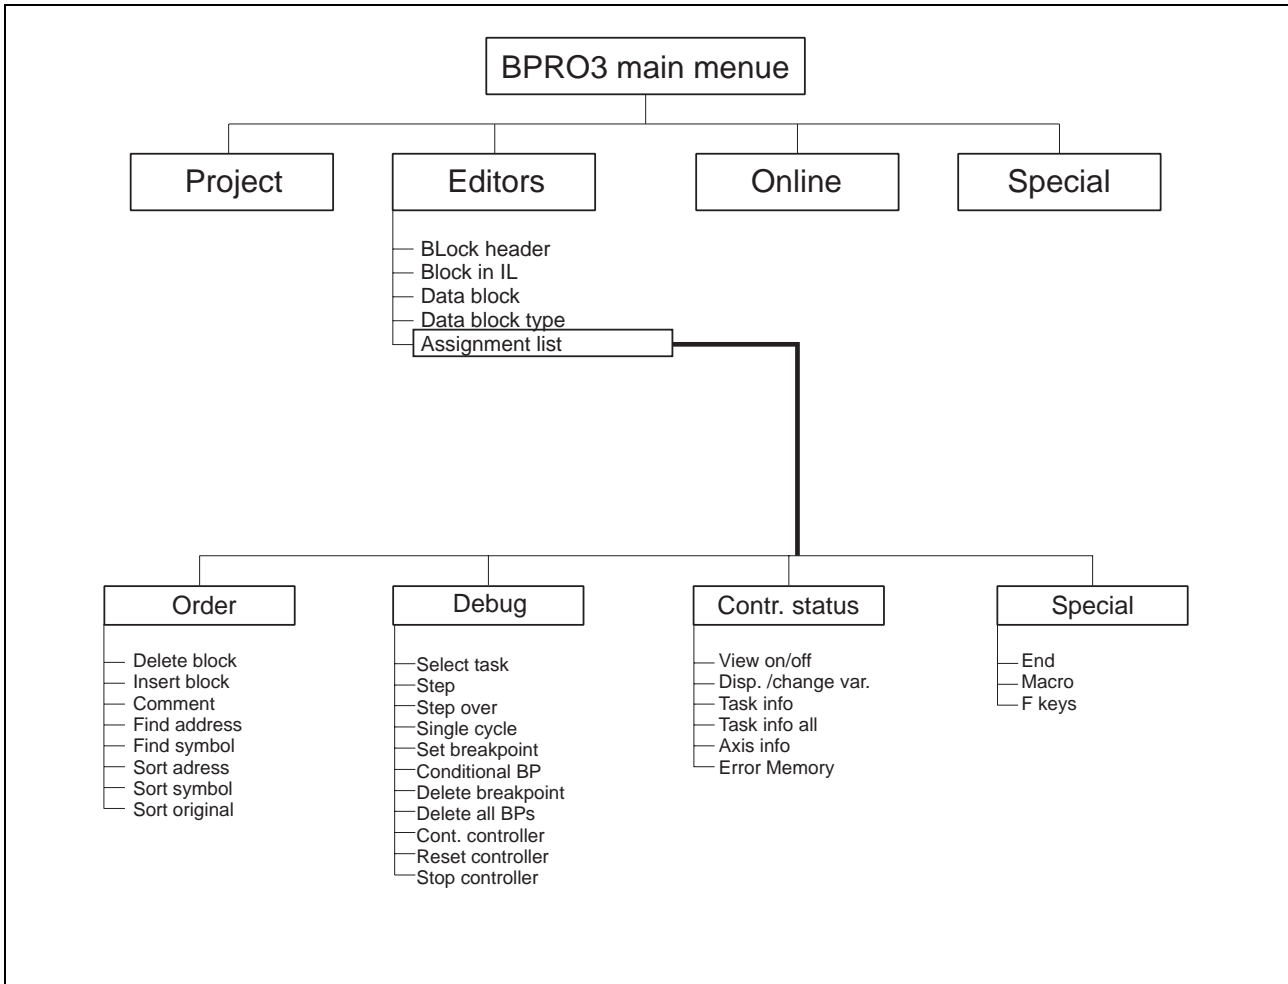 BPRO3 main menue
Project
Editors
Online
Special
BLock header
Block in IL
Data block
Data block type
Assignment list
Order
Debug
Contr. status
Special
Delete block
Insert block
Comment
Find address
Find symbol
Sort adress
Sort symbol
Sort original
Select task
Step
Step over
Single cycle
Set breakpoint
Conditional BP
Delete breakpoint
Delete all BPs
Cont. controller
Reset controller
Stop controller
View on/off
Disp. /change var.
Task info
Task info all
Axis info
Error Memory
End
Macro
F keys